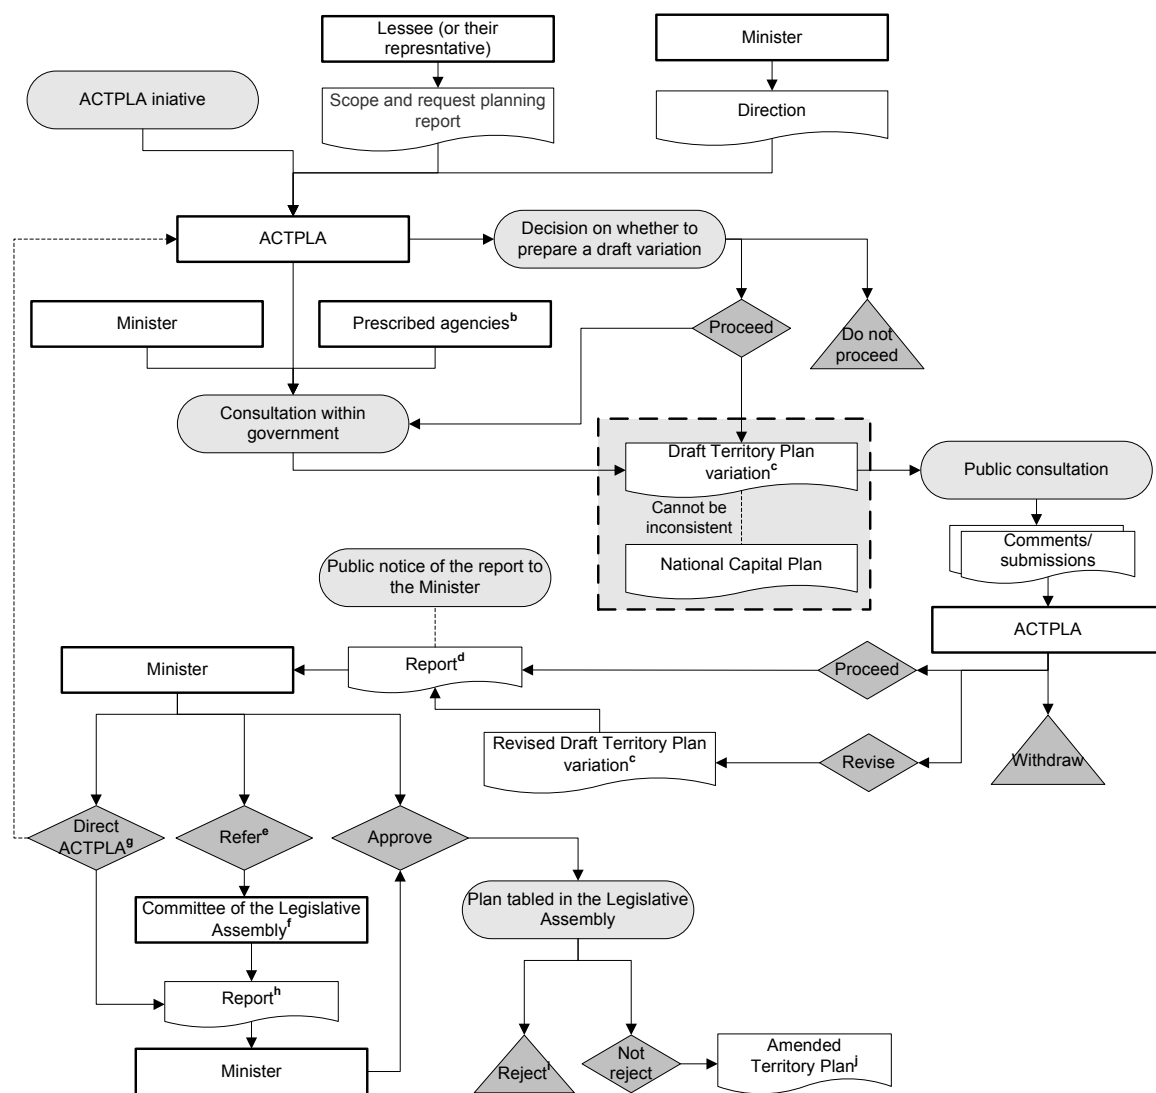 Lessee (or their
represntative)
Minister
ACTPLA iniative
Scope and request planning
report
Direction
ACTPLA
Decision on whether to
prepare a draft variation
Minister
Prescribed agencies^b
Proceed
Do not
proceed
Consultation within
government
Draft Territory Plan
variation^c
Public consultation
Cannot be
inconsistent
National Capital Plan
Comments/
submissions
Public notice of the report to
the Minister
ACTPLA
Minister
Report^d
Proceed
Revised Draft Territory Plan
variation^c
Revise
Withdraw
Direct
ACTPLA^g
Refer^e
Approve
Committee of the Legislative
Assembly^f
Plan tabled in the Legislative
Assembly
Report^h
Minister
Reject^i
Not
reject
Amended
Territory Plan^j